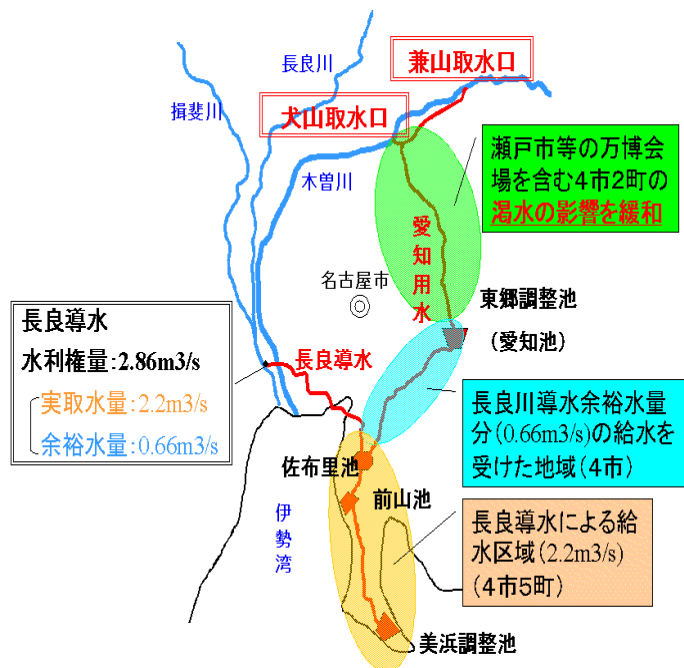 長良川
兼山取水口
犬山取水口
揖斐川
木曽川
瀬戸市等の万博会
場を含む4市2町の
渇水の影響を緩和
愛知用水
名古屋市
東郷調整池
(愛知池)
長良導水
水利権量:2.86m3/s
実取水量:2.2m3/s
余裕水量:0.66m3/s
長良導水
長良川導水余裕水量
分(0.66m3/s)の給水を
受けた地域(4市)
佐布里池
前山池
伊勢湾
長良導水による給
水区域(2.2m3/s)
(4市5町)
美浜調整池